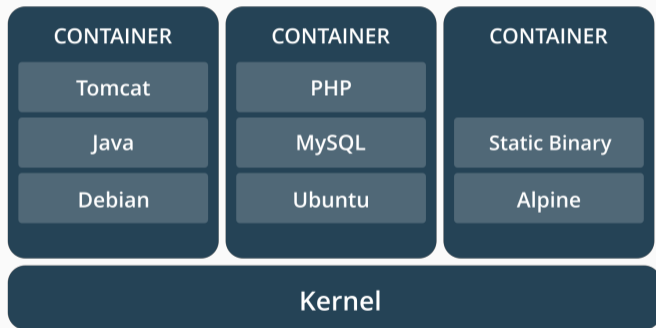 CONTAINER
Tomcat
Java
Debian
CONTAINER
PHP
MySQL
Ubuntu
CONTAINER
Static Binary
Alpine
Kernel